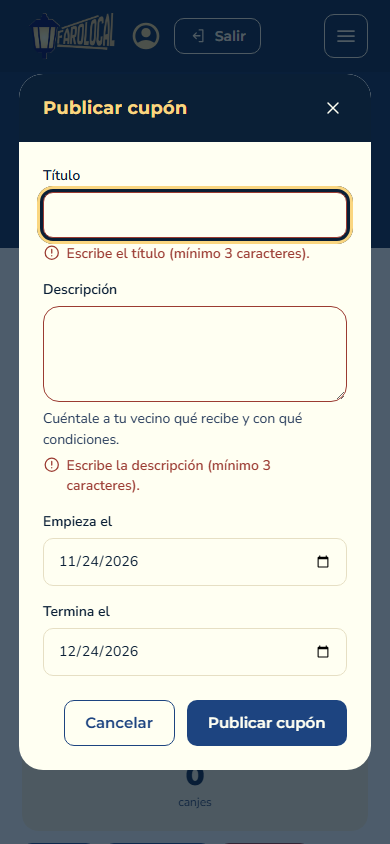 FAROLOCAL
Salir
Publicar cupón
Título
Escribe el título (mínimo 3 caracteres).
Descripción
Cuéntale a tu vecino qué recibe y con qué
condiciones.
Escribe la descripción (mínimo 3
caracteres).
Empieza el
11/24/2026
Termina el
12/24/2026
Cancelar
Publicar cupón
canjes